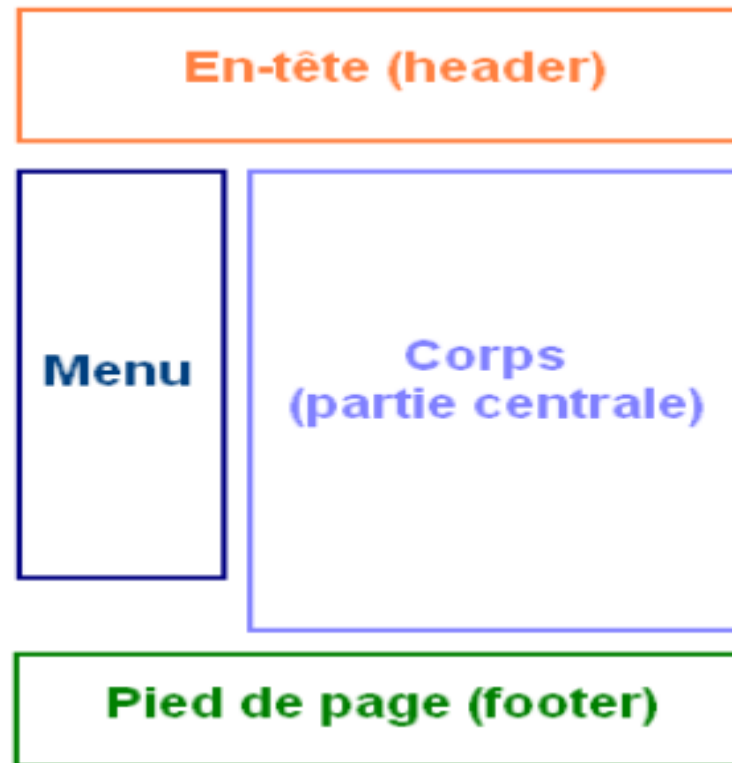 En-tête (header)
Menu
Corps
(partie centrale)
Pied de page (footer)